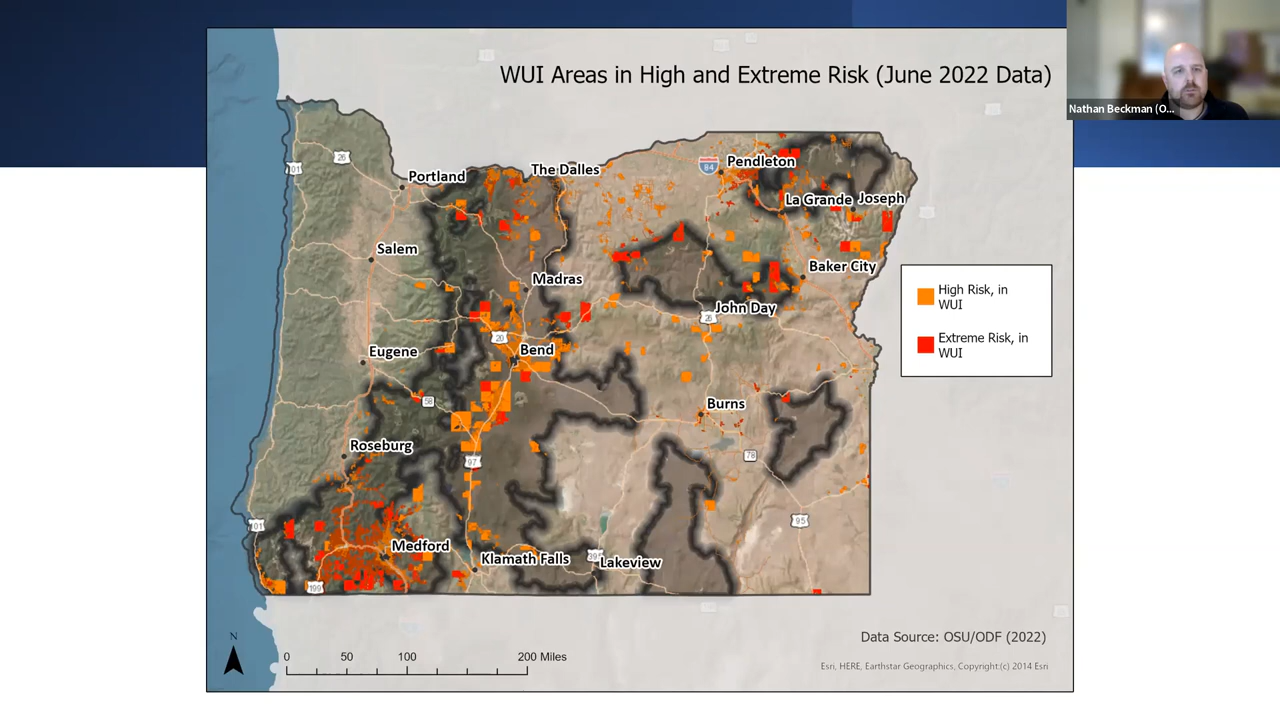 WUI Areas in High and Extreme Risk (June 2022 Data)
Nathan Beckman (O...
26
101
Portland
The Dalles
84
Pendleton
La Grande
Joseph
Salem
Baker City
Madras
John Day
26
20
Bend
Eugene
58
Burns
Roseburg
97
78
95
101
Medford
Klamath Falls
Lakeview
199
High Risk, in
WUI
Extreme Risk, in
WUI
Data Source: OSU/ODF (2022)
Esri, HERE, Earthstar Geographics, Copyright:(c) 2014 Esri
N
0 50 100 200 Miles